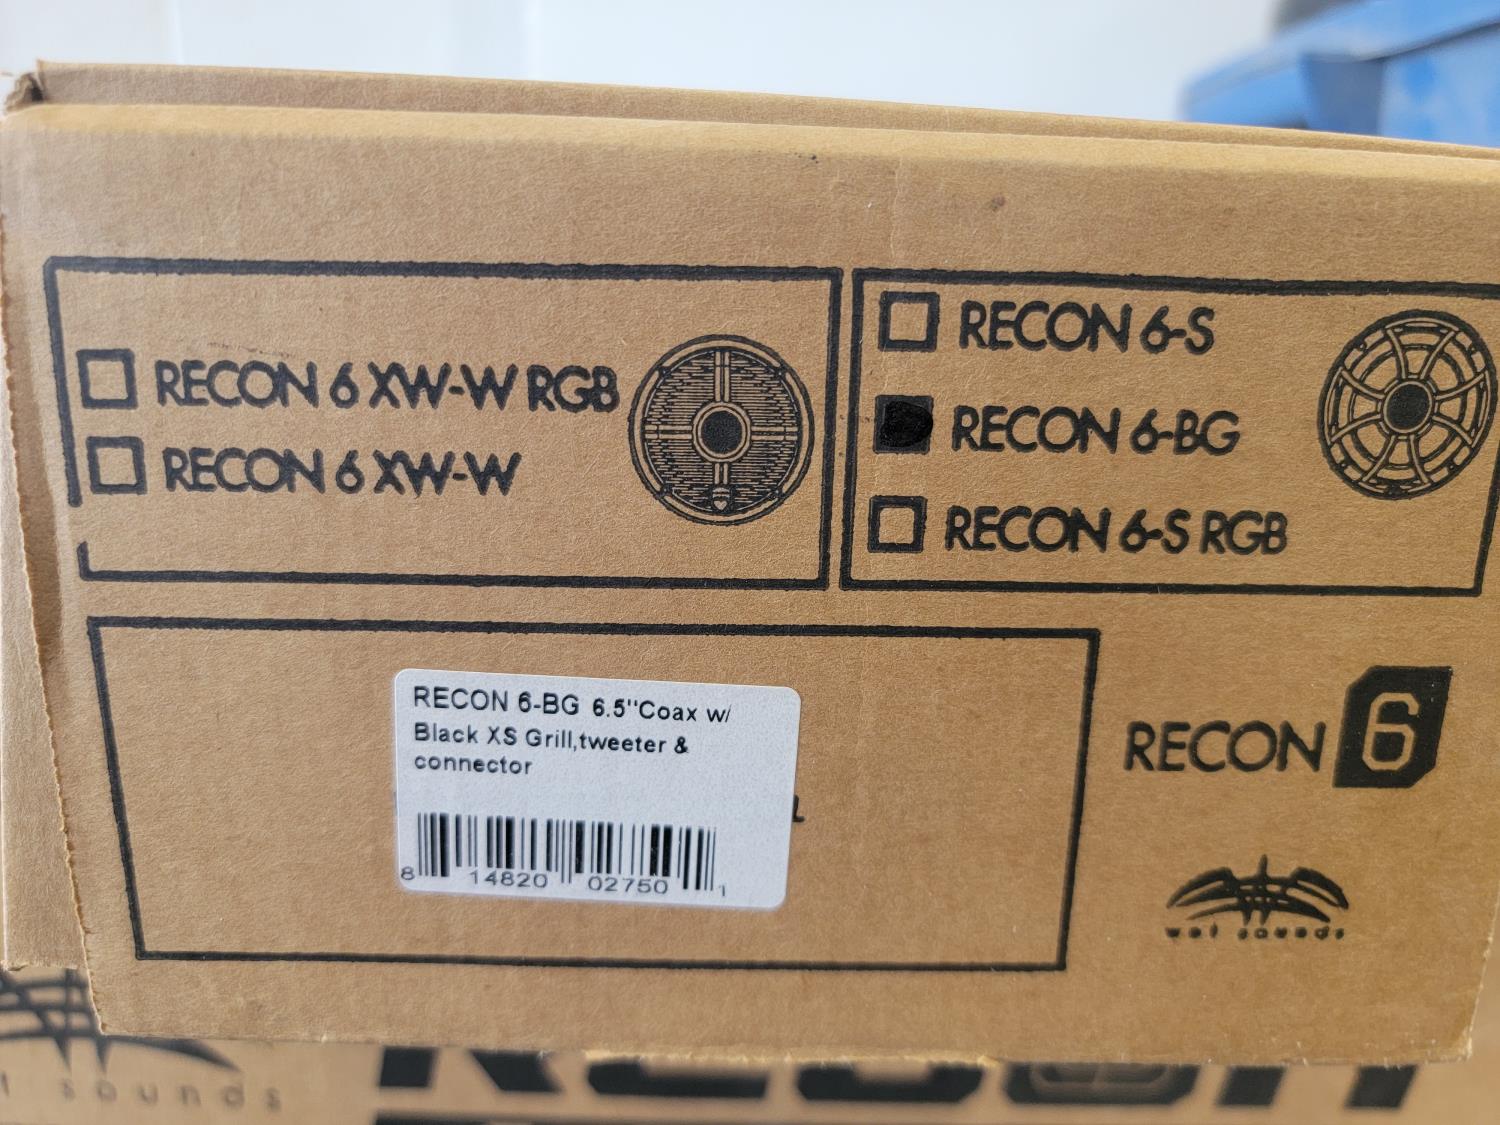 RECON 6 XW-W RGB
RECON 6 XW-W
RECON 6-S
RECON 6-BG
RECON 6-S RGB
RECON 6-BG 6.5''Coax w/
Black XS Grill,tweeter &
connector
8 14820 02750 1
RECON 6
wet sounds
sounds